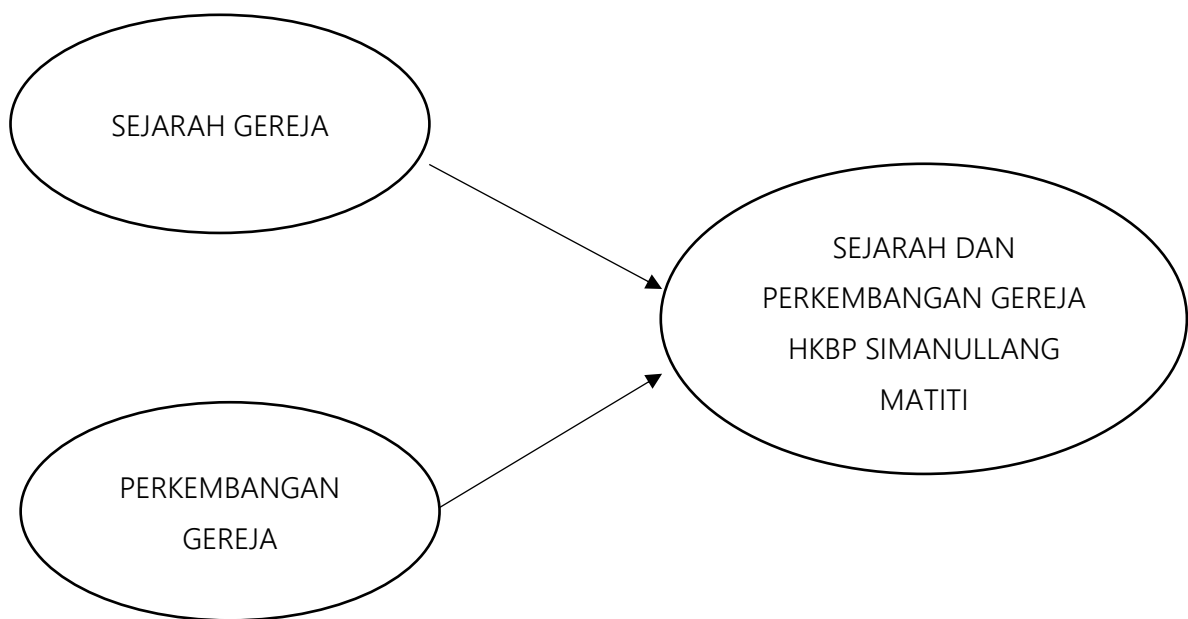 SEJARAH GEREJA
SEJARAH DAN
PERKEMBANGAN GEREJA
HKBP SIMANULLANG
MATITI
PERKEMBANGAN
GEREJA